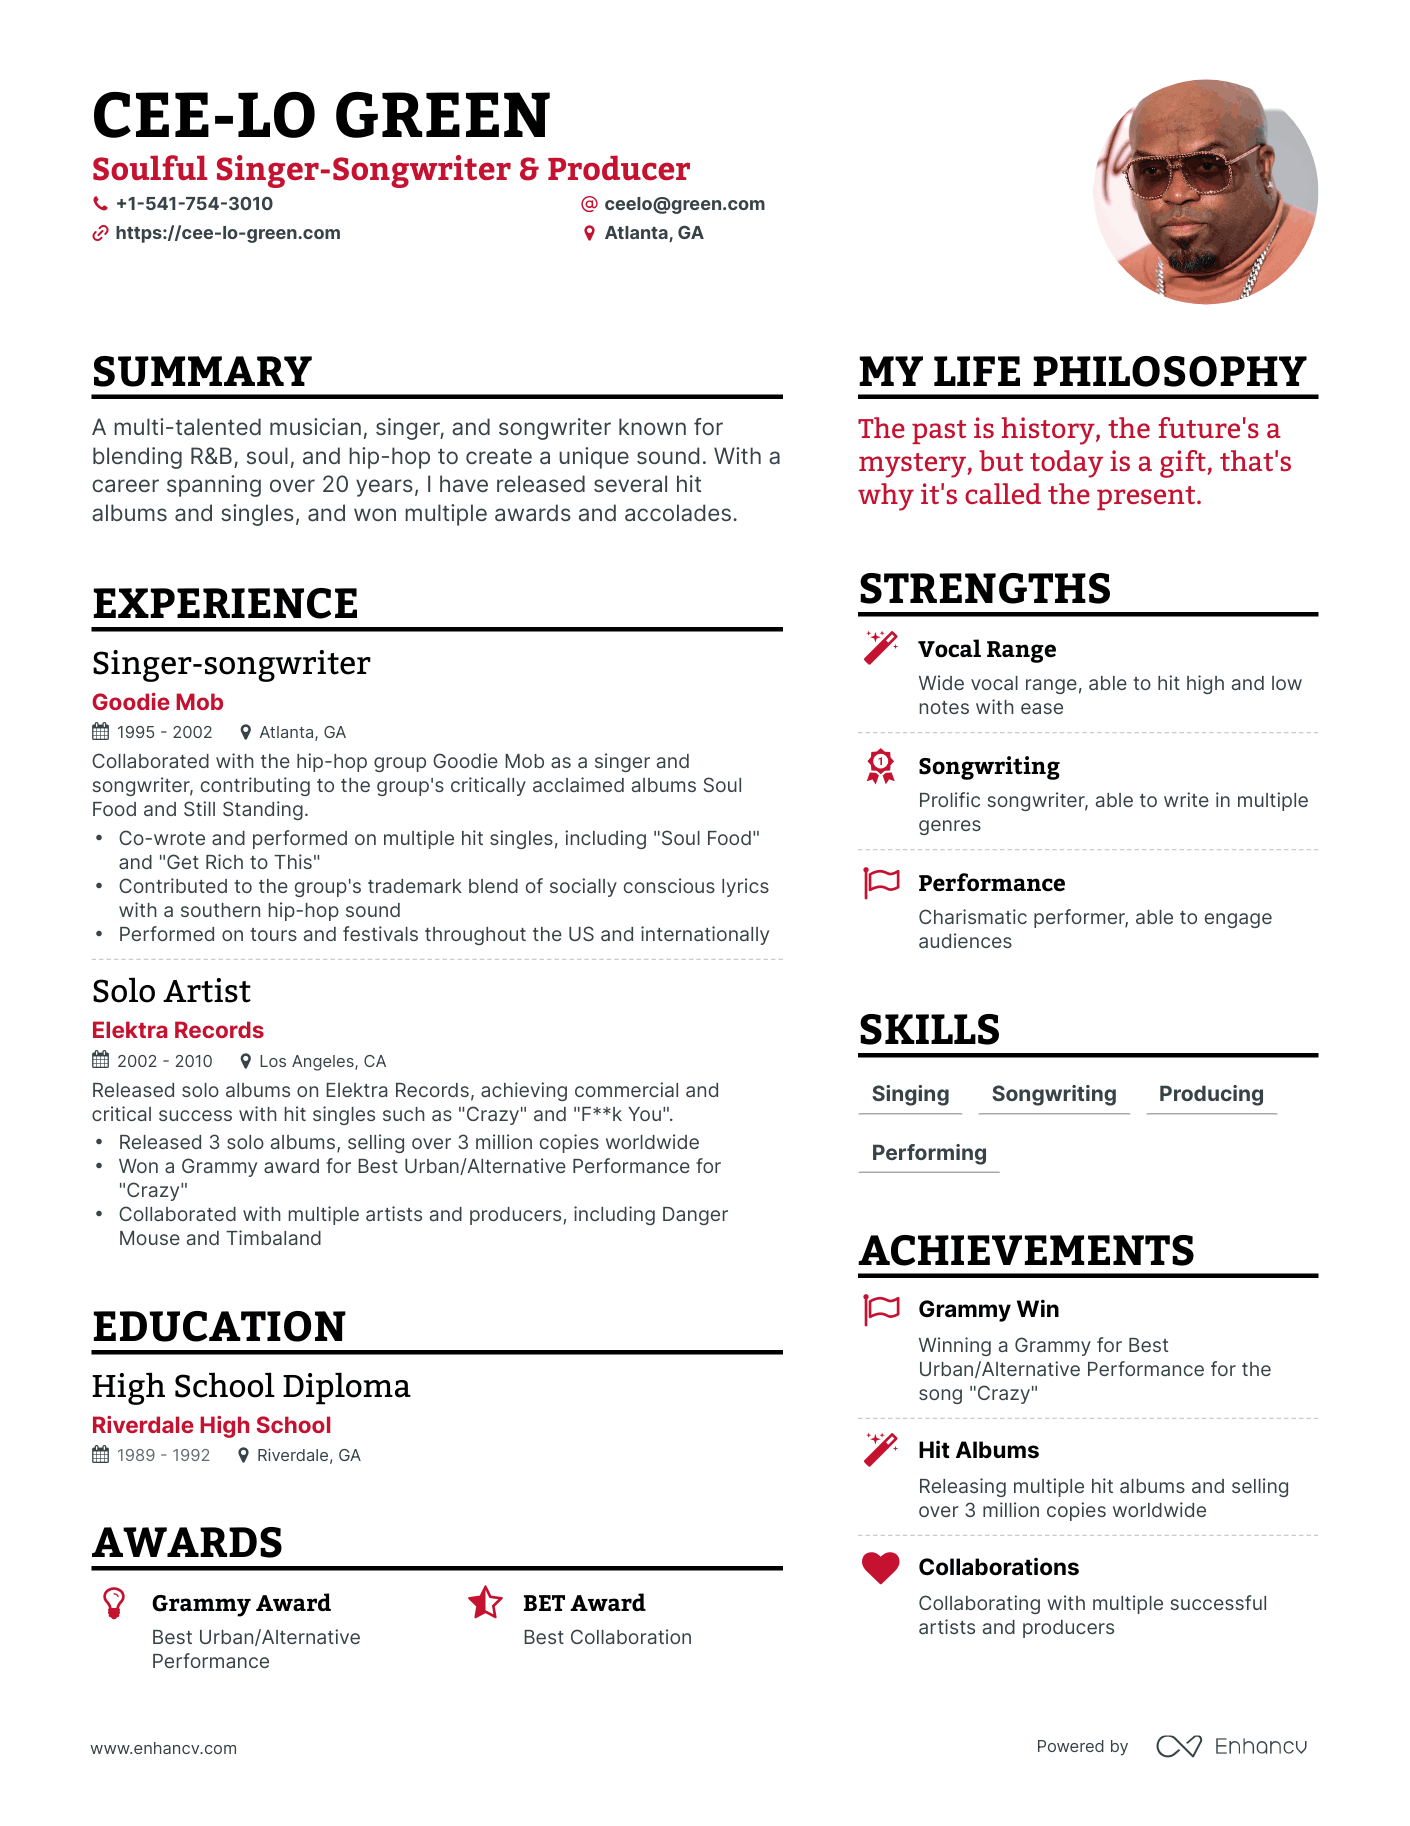 CEE-LO GREEN
Soulful Singer-Songwriter & Producer
+1-541-754-3010
ceelo@green.com
https://cee-lo-green.com
Atlanta, GA
SUMMARY
A multi-talented musician, singer, and songwriter known for
blending R&B, soul, and hip-hop to create a unique sound. With a
career spanning over 20 years, I have released several hit
albums and singles, and won multiple awards and accolades.
EXPERIENCE
Singer-songwriter
Goodie Mob
1995 - 2002
Atlanta, GA
Collaborated with the hip-hop group Goodie Mob as a singer and
songwriter, contributing to the group's critically acclaimed albums Soul
Food and Still Standing.
• Co-wrote and performed on multiple hit singles, including "Soul Food"
and "Get Rich to This"
• Contributed to the group's trademark blend of socially conscious lyrics
with a southern hip-hop sound
• Performed on tours and festivals throughout the US and internationally
Solo Artist
Elektra Records
2002 - 2010
Los Angeles, CA
Released solo albums on Elektra Records, achieving commercial and
critical success with hit singles such as "Crazy" and "F**k You".
• Released 3 solo albums, selling over 3 million copies worldwide
• Won a Grammy award for Best Urban/Alternative Performance for
"Crazy"
• Collaborated with multiple artists and producers, including Danger
Mouse and Timbaland
EDUCATION
High School Diploma
Riverdale High School
1989 - 1992
Riverdale, GA
AWARDS
Grammy Award
Best Urban/Alternative
Performance
BET Award
Best Collaboration
MY LIFE PHILOSOPHY
The past is history, the future's a
mystery, but today is a gift, that's
why it's called the present.
STRENGTHS
Vocal Range
Wide vocal range, able to hit high and low
notes with ease
1
Songwriting
Prolific songwriter, able to write in multiple
genres
Performance
Charismatic performer, able to engage
audiences
SKILLS
Singing
Songwriting
Producing
Performing
ACHIEVEMENTS
Grammy Win
Winning a Grammy for Best
Urban/Alternative Performance for the
song "Crazy"
Hit Albums
Releasing multiple hit albums and selling
over 3 million copies worldwide
Collaborations
Collaborating with multiple successful
artists and producers
www.enhancv.com
Powered by
Enhancv